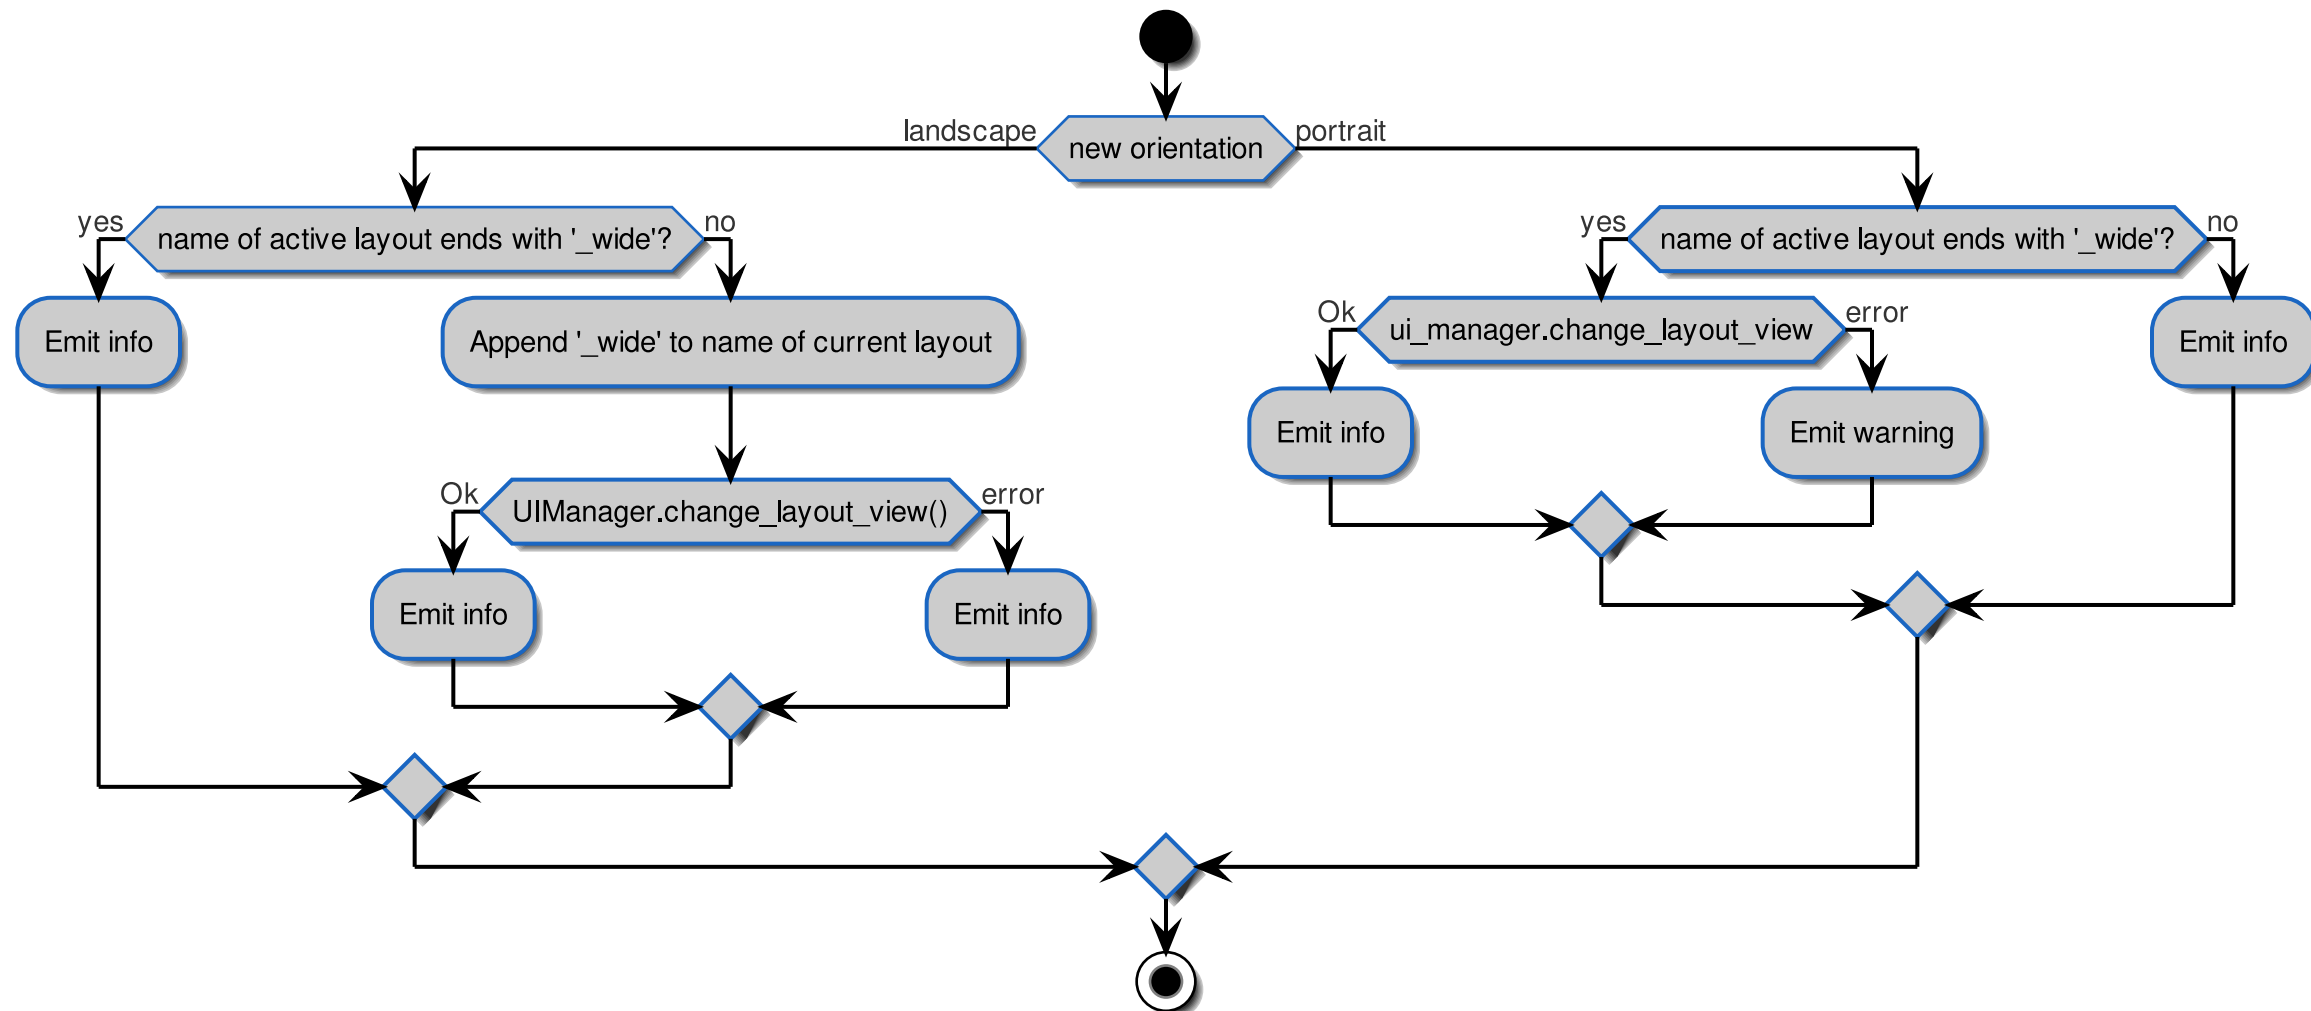 landscape
new orientation
portrait
yes
name of active layout ends with '_wide'?
no
yes
name of active layout ends with '_wide'?
no
Emit info
Append '_wide' to name of current layout
Ok
ui_manager.change_layout_view
error
Emit info
Emit info
Emit warning
Ok
UIManager.change_layout_view()
error
Emit info
Emit info